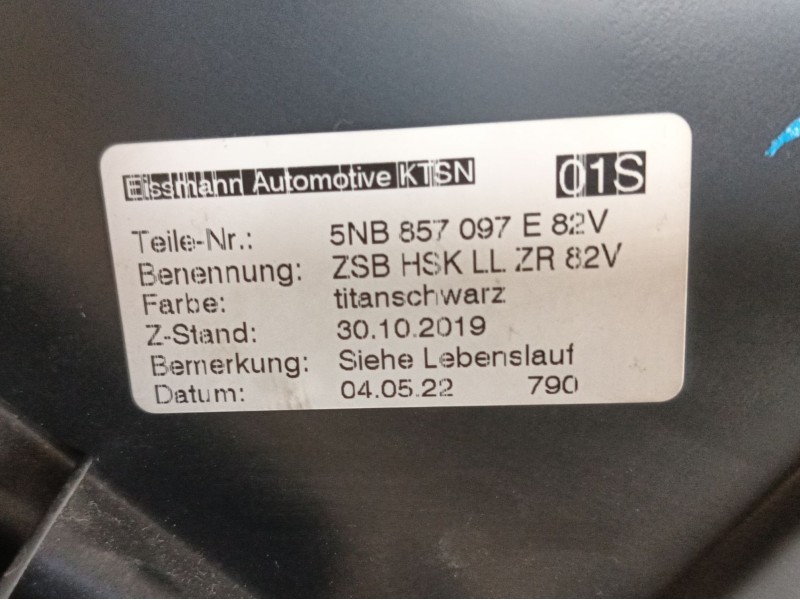 Eissmann Automotive KTSN 01S
Teile-Nr.: 5NB 857 097 E 82V
Benennung: ZSB HSK LL ZR 82V
Farbe: titanschwarz
Z-Stand: 30.10.2019
Bemerkung: Siehe Lebenslauf
Datum: 04.05.22 790